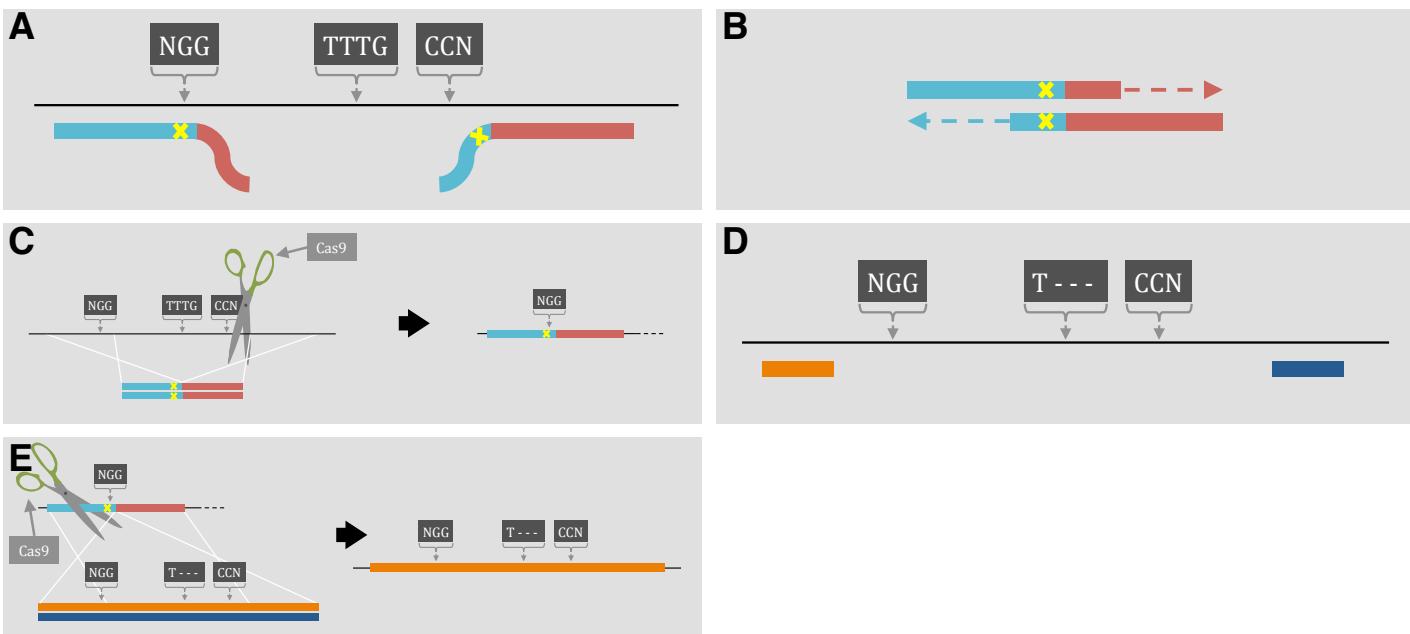 A
NGG
TTTG
CCN
B
C
Cas9
NGG
TTTG
CCN
NGG
D
NGG
T - - -
CCN
E
NGG
Cas9
NGG
T - - -
CCN
NGG
T - - -
CCN